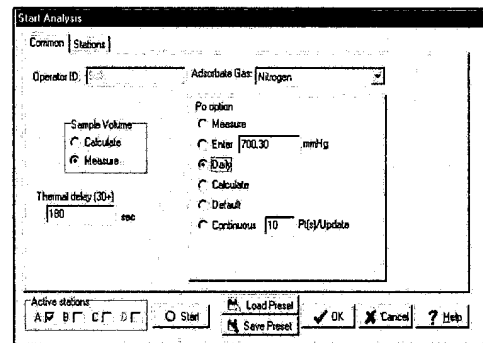 Start Analysis
Common Stations
Operator ID:
Adsorbate Gas: Nitrogen
Po option
Measure
Enter 700.30 mmHg
Daily
Calculate
Default
Continuous 10 Pt(s)/Update
Sample Volume
Calculate
Measure
Thermal delay (30+)
180 sec
Active stations
A B C D
Start
Load Preset
Save Preset
OK
Cancel
? Help